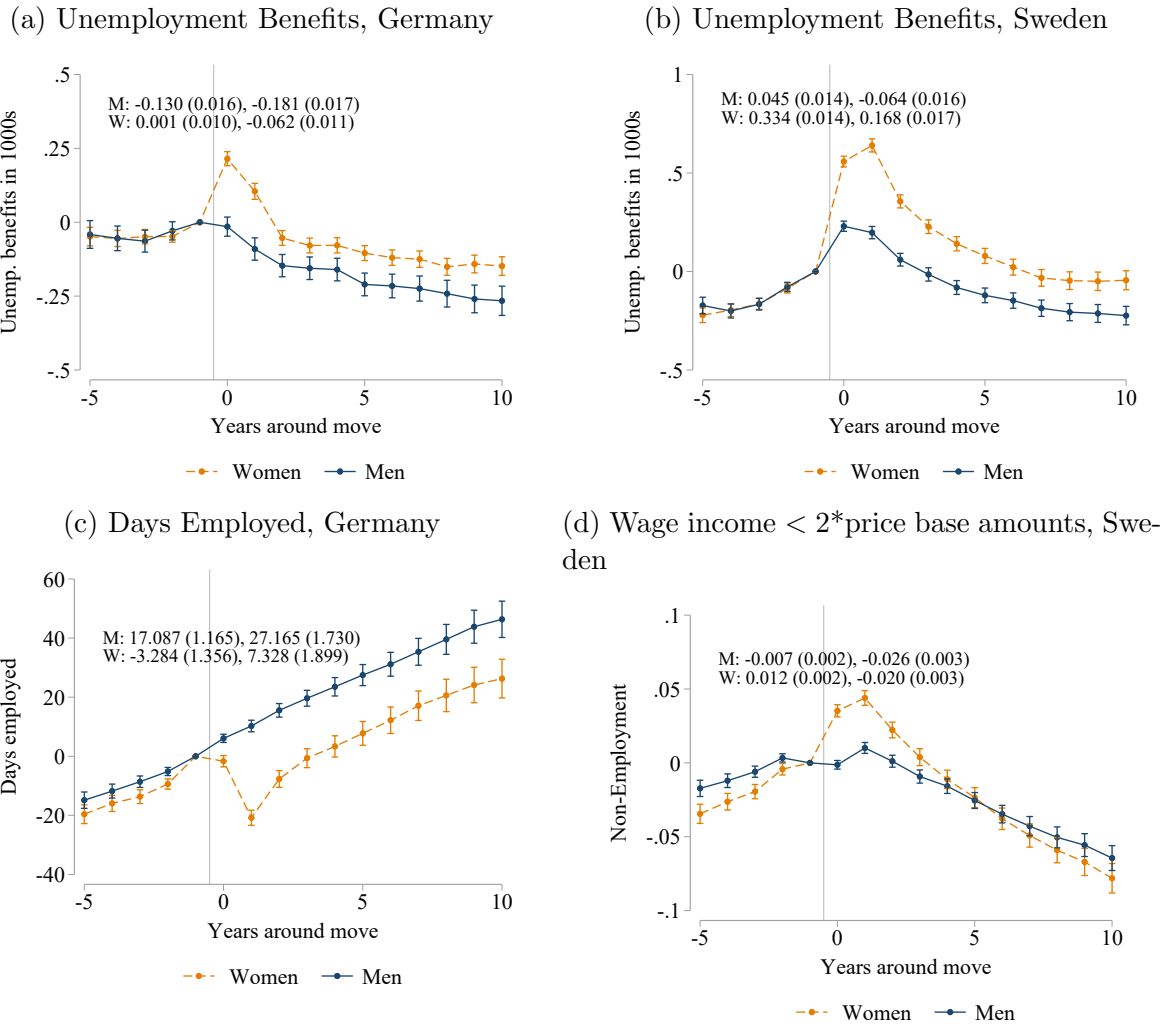 (a) Unemployment Benefits, Germany
Unemp. benefits in 1000s
.5
.25
0
-.25
-.5
M: -0.130 (0.016), -0.181 (0.017)
W: 0.001 (0.010), -0.062 (0.011)
-5 0 5 10
Years around move
Women Men
(b) Unemployment Benefits, Sweden
Unemp. benefits in 1000s
1
.5
0
-.5
M: 0.045 (0.014), -0.064 (0.016)
W: 0.334 (0.014), 0.168 (0.017)
-5 0 5 10
Years around move
Women Men
(c) Days Employed, Germany
Days employed
60
40
20
0
-20
-40
M: 17.087 (1.165), 27.165 (1.730)
W: -3.284 (1.356), 7.328 (1.899)
-5 0 5 10
Years around move
Women Men
(d) Wage income < 2*price base amounts, Swe-
den
Non-Employment
.1
.05
0
-.05
-.1
M: -0.007 (0.002), -0.026 (0.003)
W: 0.012 (0.002), -0.020 (0.003)
-5 0 5 10
Years around move
Women Men